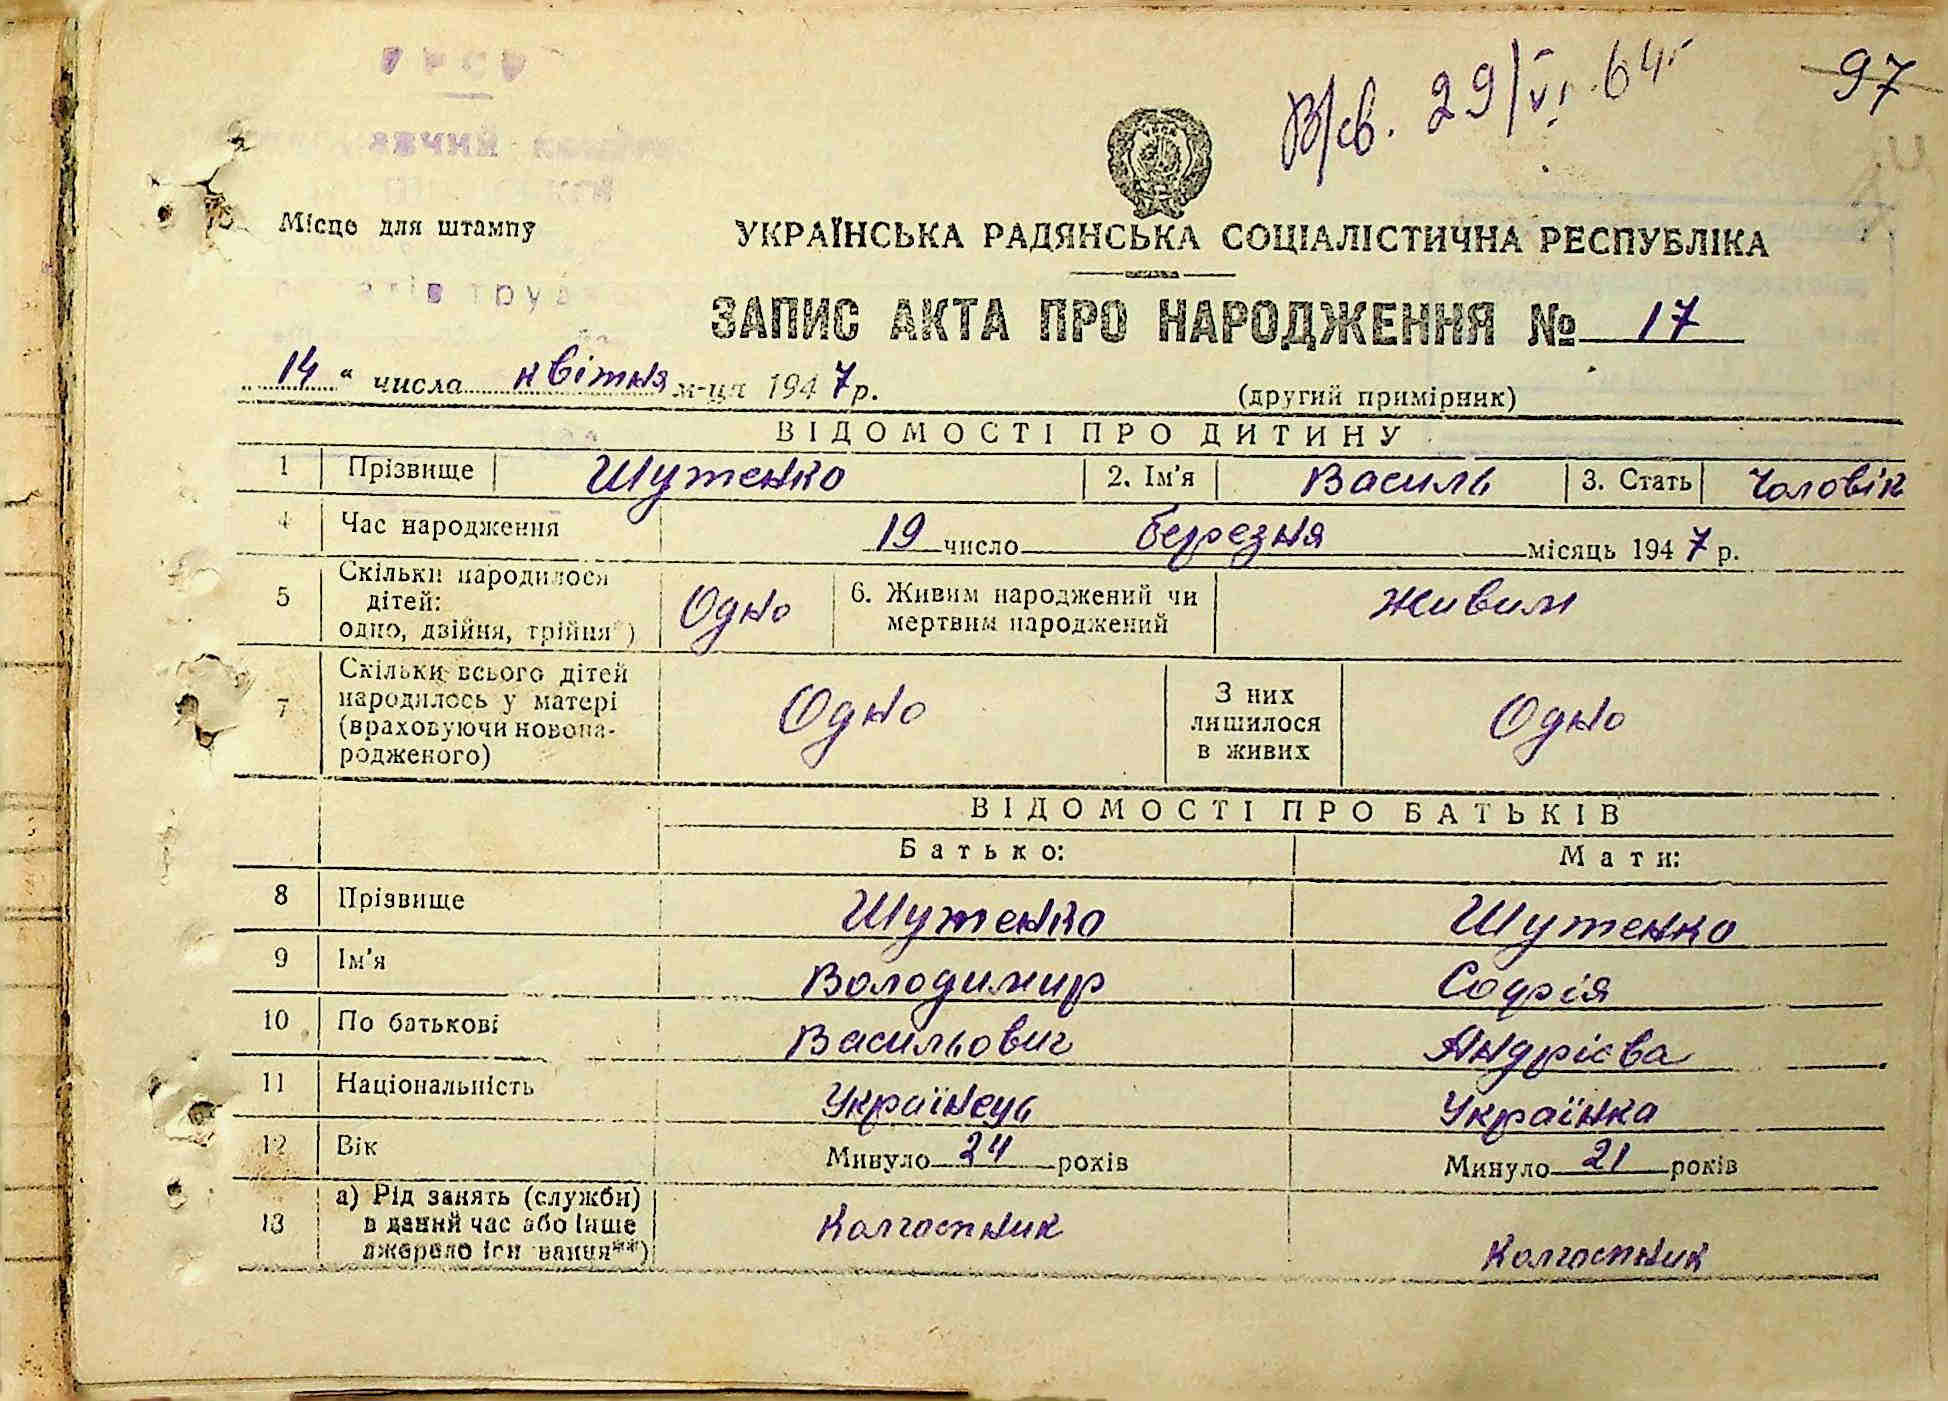 В/св. 29/VI.64г
97
Місце для штампу
УКРАЇНСЬКА РАДЯНСЬКА СОЦІАЛІСТИЧНА РЕСПУБЛІКА
ЗАПИС АКТА ПРО НАРОДЖЕННЯ № 17
„14“ числа квітня м-ця 1947р.
(другий примірник)
ВІДОМОСТІ ПРО ДИТИНУ
1 Прізвище Шутенко 2. Ім'я Василь 3. Стать Чоловік
4 Час народження 19 число березня місяць 1947 р.
5 Скільки народилося дітей: одно, двійня, трійня*) Одно 6. Живим народжений чи мертвим народжений Живим
7 Скільки всього дітей народилось у матері (враховуючи новонародженого) Одно З них лишилося в живих Одно
ВІДОМОСТІ ПРО БАТЬКІВ
Батько: Мати:
8 Прізвище Шутенко Шутенко
9 Ім'я Володимир Софія
10 По батькові Васильович Андрієва
11 Національність Українець Українка
12 Вік Минуло 24 років Минуло 21 років
13 а) Рід занять (служби) в даний час або інше джерело існування**) Колгоспник Колгоспник